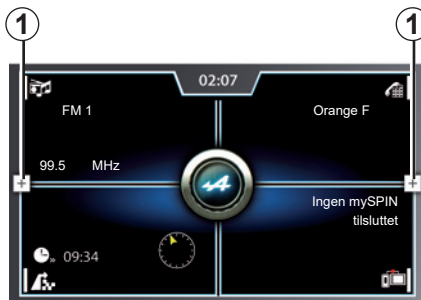 1 1
02:07
FM 1
Orange F
99.5 MHz
+ +
Ingen mySPIN
tilsluttet
09:34